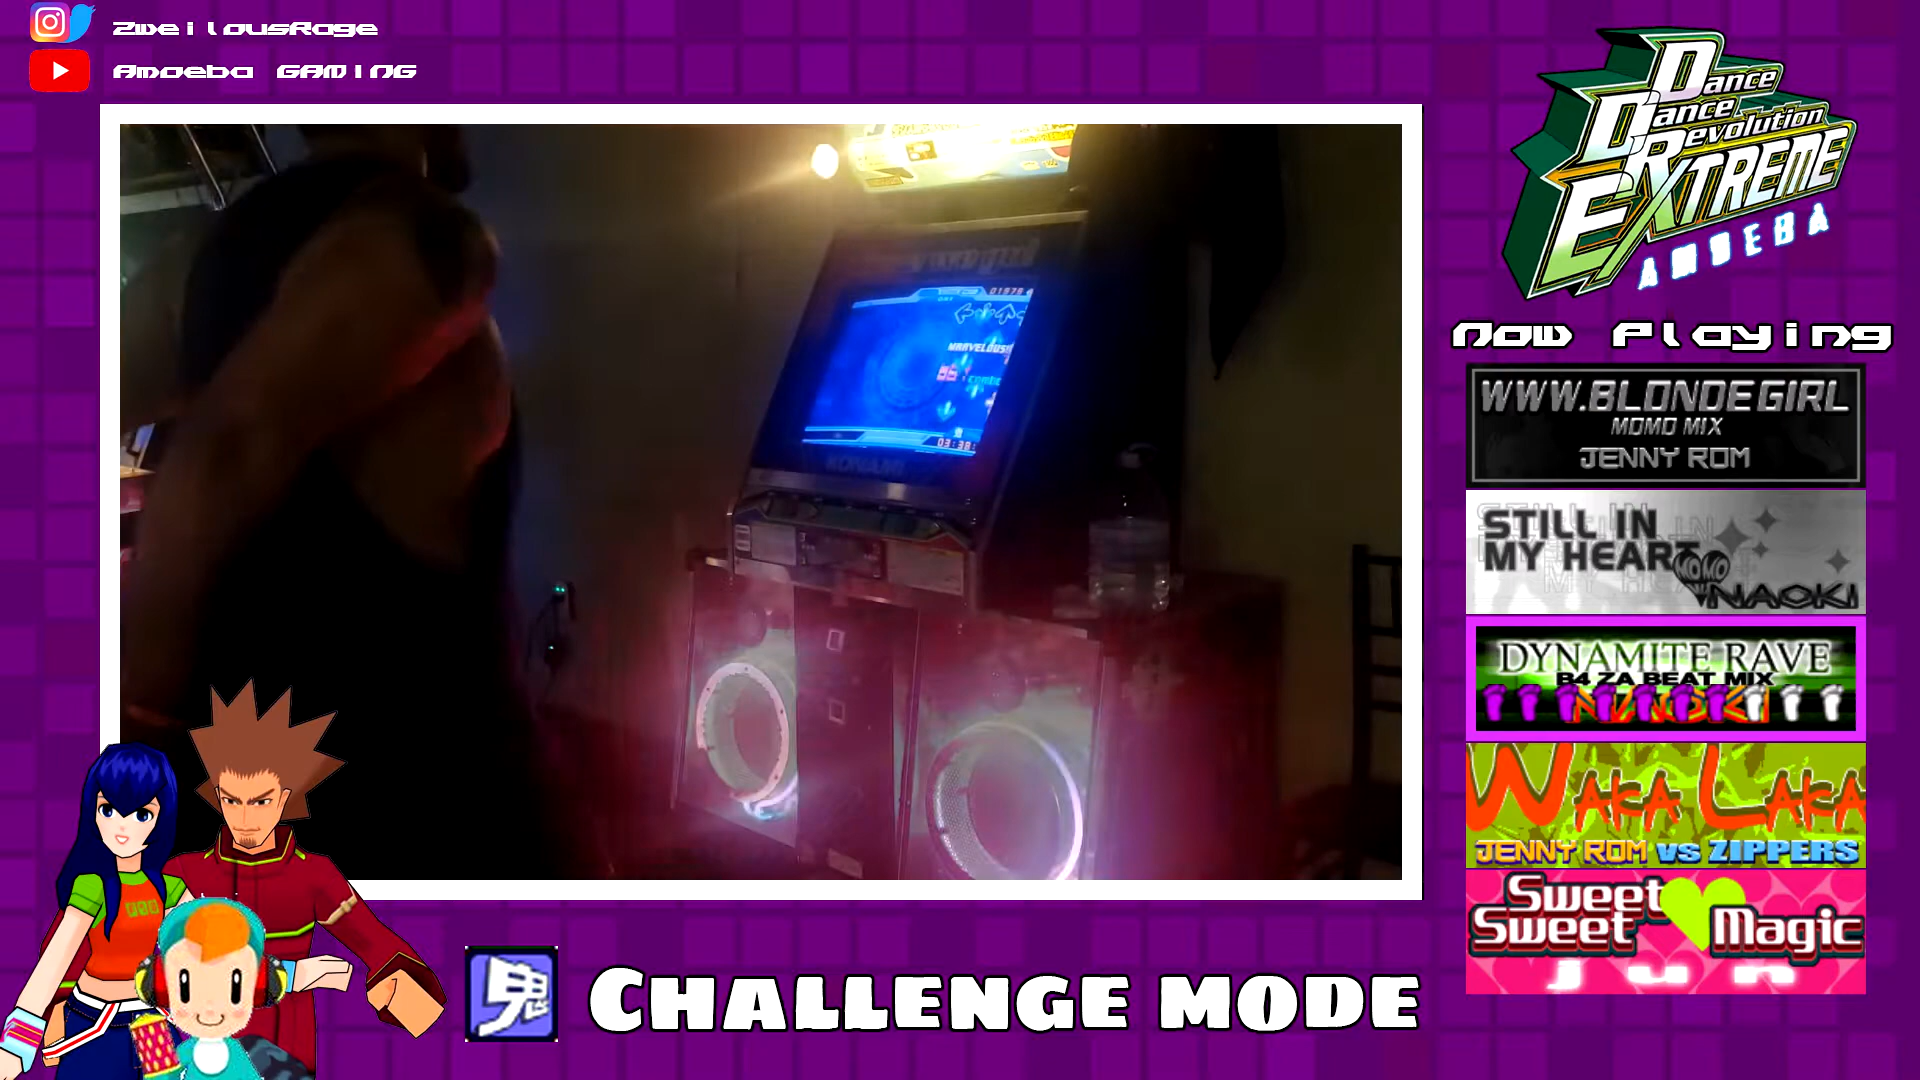 ZweilousRage
Amoeba GAMING
Dance
Dance
Revolution
EXTREME
AMOEBA
Now Playing
WWW.BLONDEGIRL
MOMO MIX
JENNY ROM
STILL IN
MY HEART
MOMO
NAOKI
DYNAMITE RAVE
B4 ZA BEAT MIX
NAOKI
WAKA LAKA
JENNY ROM vs ZIPPERS
Sweet
Sweet
Magic
jun
MARVELOUS!!
KONAMI
鬼
CHALLENGE MODE